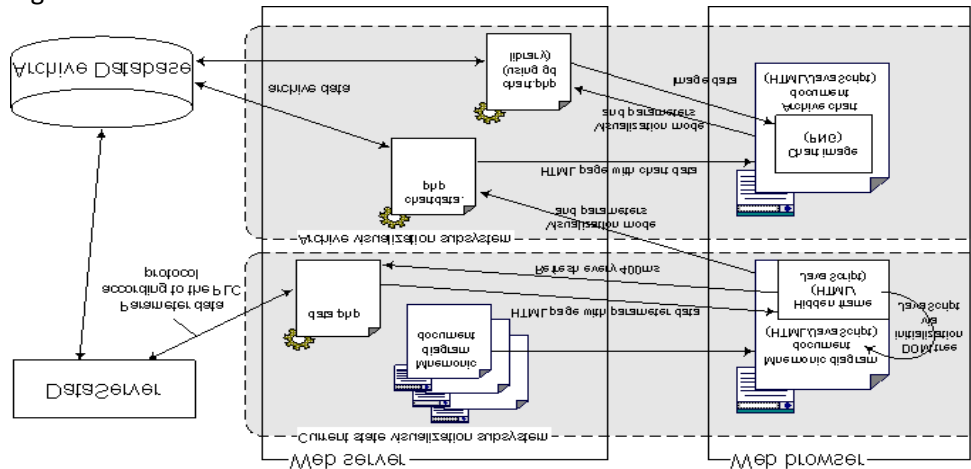 Web server
Web browser
Current state visualization subsystem
DataServer
Mnemonic
diagram
document
Mnemonic diagram
document
(HTML/JavaScript)
DOM tree
initialization
via
JavaScript
data.php
HTML page with parameter data
Hidden frame
(HTML/
Java Script)
Parameter data
according to the PLC
protocol
Refresh every 400ms
Archive visualization subsystem
Visualization mode
and parameters
chartdata.
php
HTML page with chart data
Chart image
(PNG)
Visualization mode
and parameters
Archive chart
document
(HTML/JavaScript)
archive data
chart.php
(using gd
library)
Image data
Archive Database